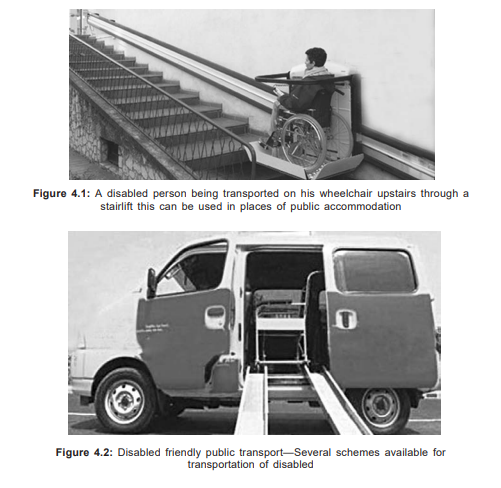 Figure 4.1: A disabled person being transported on his wheelchair upstairs through a
stairlift this can be used in places of public accommodation
Figure 4.2: Disabled friendly public transport—Several schemes available for
transportation of disabled